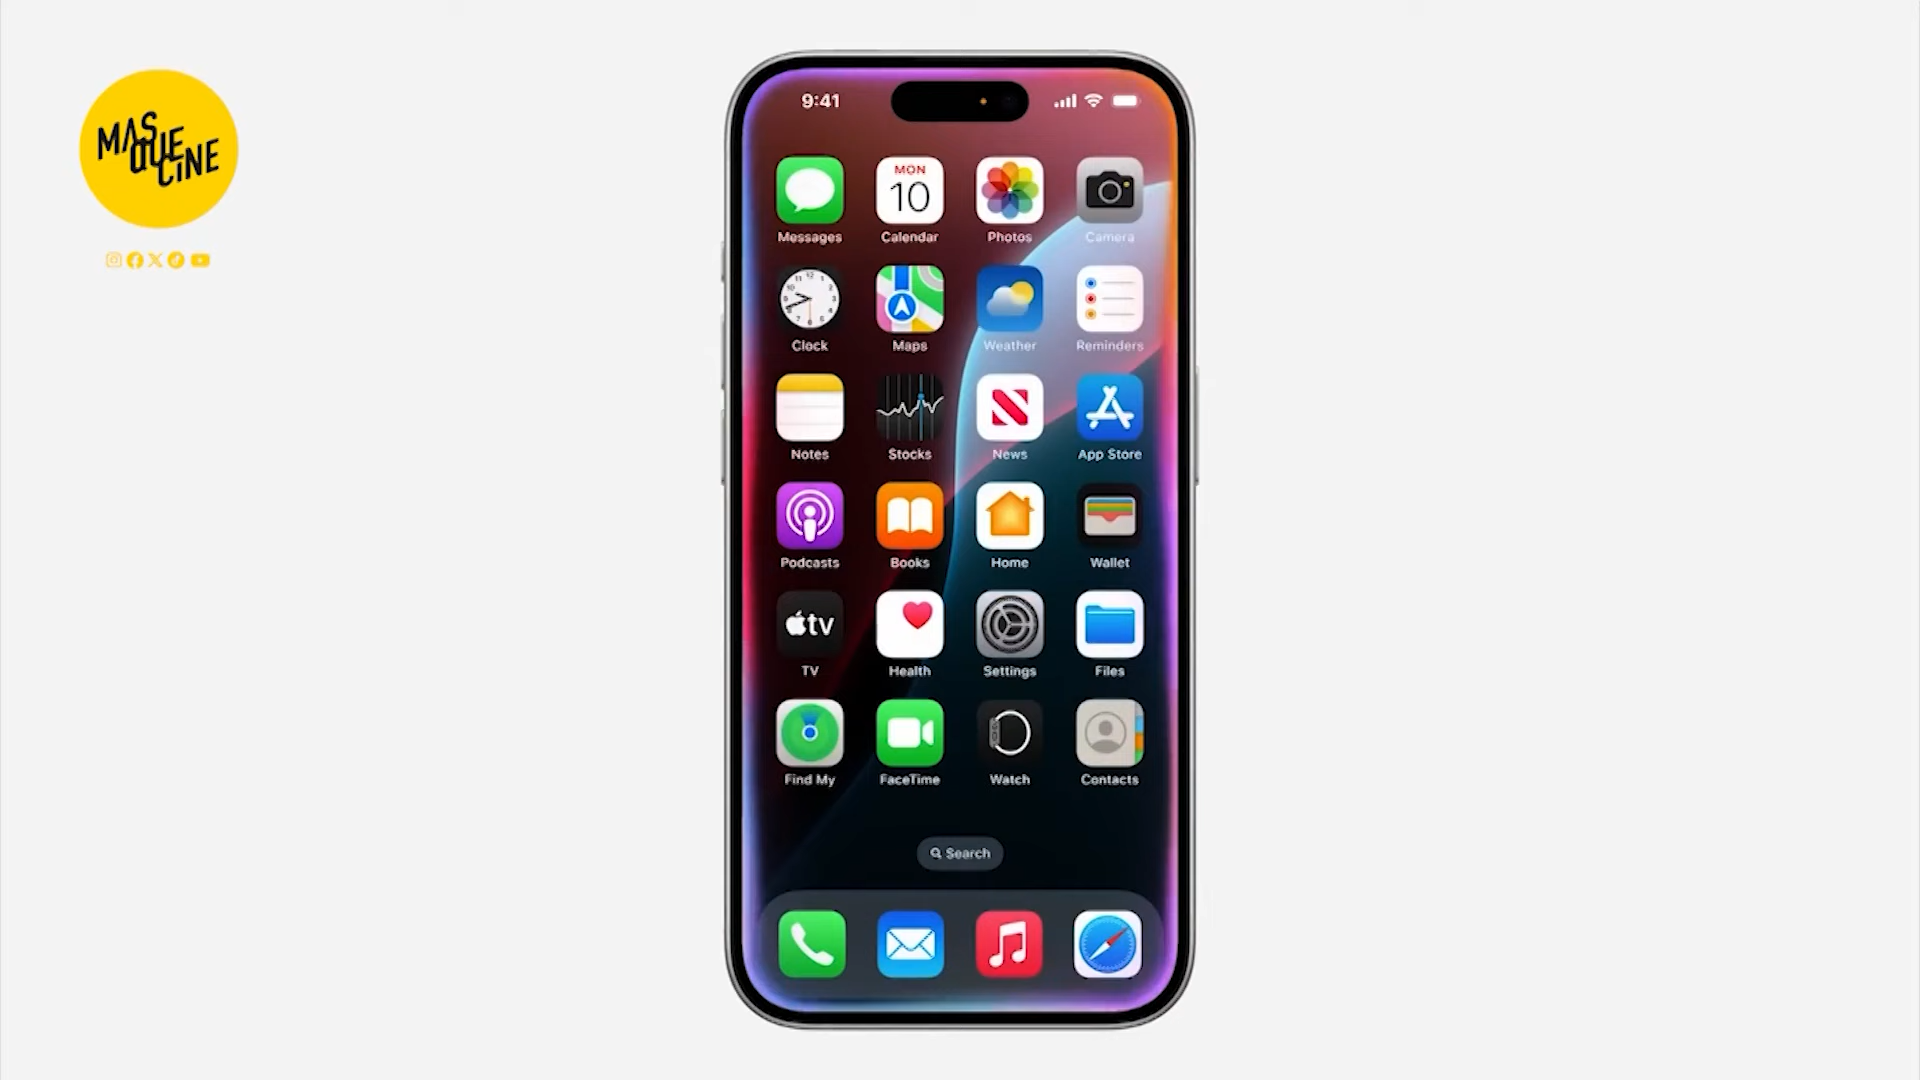 MAS
QUE
CINE
9:41
MON
10
Messages
Calendar
Photos
Camera
12
Clock
Maps
Weather
Reminders
Notes
Stocks
News
App Store
Podcasts
Books
Home
Wallet
tv
TV
Health
Settings
Files
Find My
FaceTime
Watch
Contacts
Search